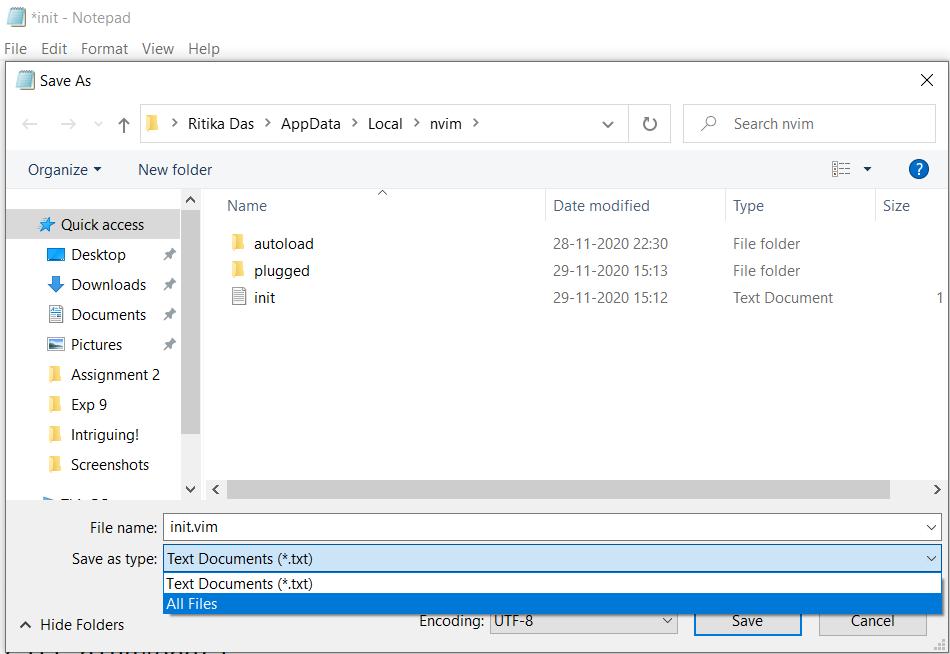 *init - Notepad
File Edit Format View Help
Save As
Ritika Das > AppData > Local > nvim >
Search nvim
Organize New folder
?
Name Date modified Type Size
Quick access
Desktop
Downloads
Documents
Pictures
Assignment 2
Exp 9
Intriguing!
Screenshots
autoload 28-11-2020 22:30 File folder
plugged 29-11-2020 15:13 File folder
init 29-11-2020 15:12 Text Document 1
File name: init.vim
Save as type: Text Documents (*.txt)
Text Documents (*.txt)
All Files
Hide Folders
Encoding: UTF-8
Save
Cancel